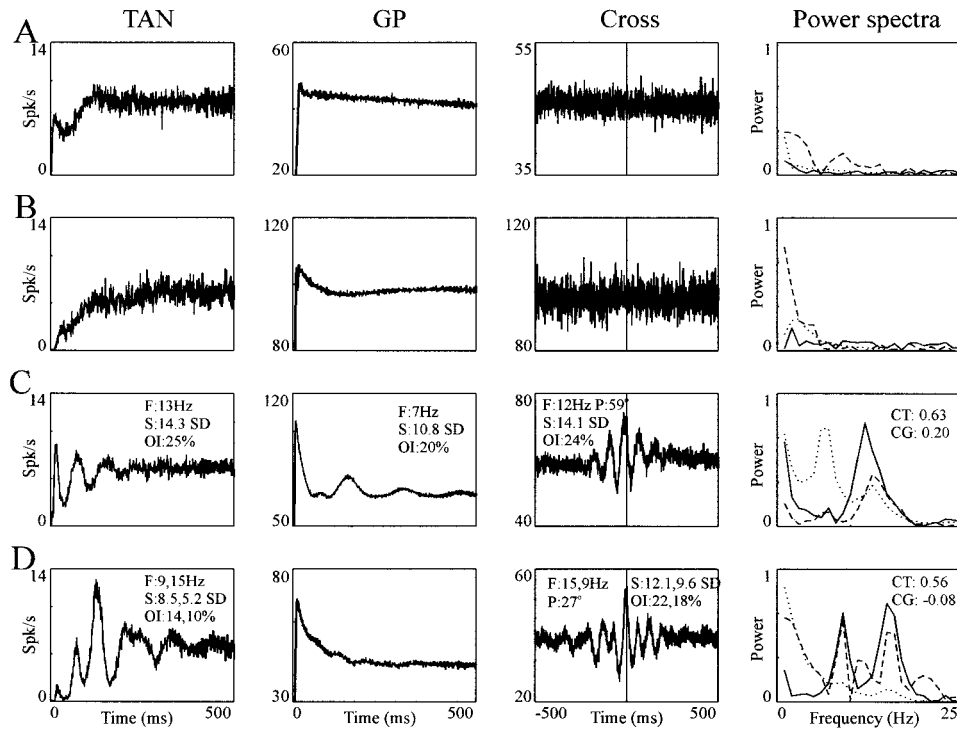 TAN GP Cross Power spectra
A
14 60 55 1
Spk/s Power
0 20 35 0
B
14 120 120 1
Spk/s Power
0 80 80 0
C
14 120 80 1
F:13Hz F:7Hz F:12Hz P:59° CT: 0.63
S:14.3 SD S:10.8 SD S:14.1 SD CG: 0.20
OI:25% OI:20% OI:24%
Spk/s Power
0 50 40 0
D
14 80 60 1
F:9,15Hz F:15,9Hz S:12.1,9.6 SD CT: 0.56
S:8.5,5.2 SD P:27° OI:22,18% CG: -0.08
OI:14,10%
Spk/s Power
0 30 20 0
0 Time (ms) 500 0 Time (ms) 500 -500 Time (ms) 500 0 Frequency (Hz) 25